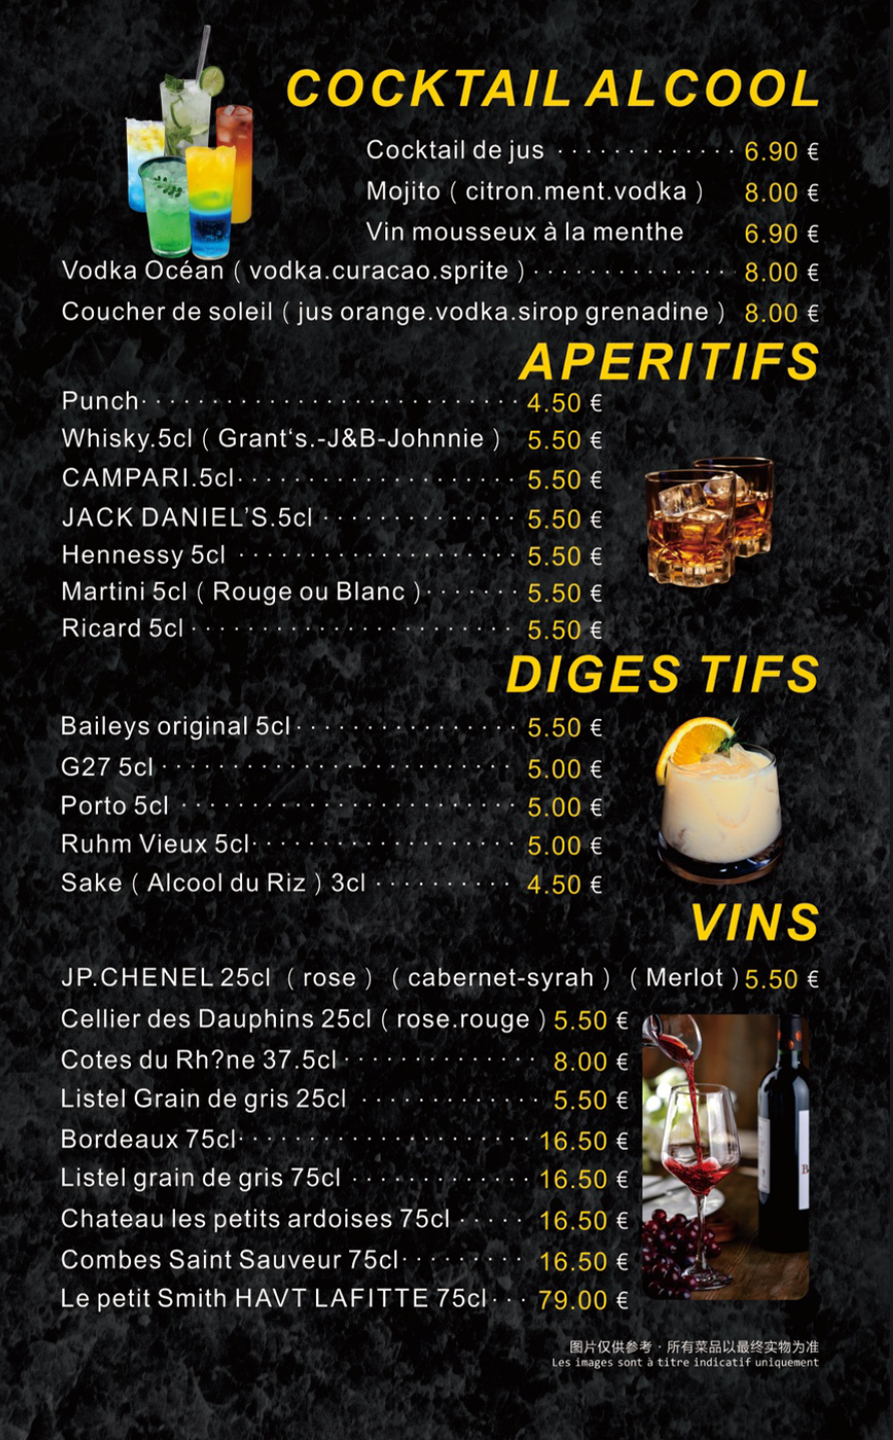 COCKTAIL ALCOOL
Cocktail de jus ············· 6.90 €
Mojito ( citron.ment.vodka ) 8.00 €
Vin mousseux à la menthe 6.90 €
Vodka Océan ( vodka.curacao.sprite ) ·············· 8.00 €
Coucher de soleil ( jus orange.vodka.sirop grenadine ) 8.00 €
APERITIFS
Punch··························· 4.50 €
Whisky.5cl ( Grant‘s.-J&B-Johnnie ) 5.50 €
CAMPARI.5cl···················· 5.50 €
JACK DANIEL’S.5cl ·············· 5.50 €
Hennessy 5cl ···················· 5.50 €
Martini 5cl ( Rouge ou Blanc )······· 5.50 €
Ricard 5cl ······················· 5.50 €
DIGES TIFS
Baileys original 5cl················ 5.50 €
G27 5cl ························· 5.00 €
Porto 5cl ························ 5.00 €
Ruhm Vieux 5cl··················· 5.00 €
Sake ( Alcool du Riz ) 3cl ·········· 4.50 €
VINS
JP.CHENEL 25cl ( rose ) ( cabernet-syrah ) ( Merlot ) 5.50 €
Cellier des Dauphins 25cl ( rose.rouge ) 5.50 €
Cotes du Rh?ne 37.5cl·············· 8.00 €
Listel Grain de gris 25cl ············· 5.50 €
Bordeaux 75cl····················· 16.50 €
Listel grain de gris 75cl ············· 16.50 €
Chateau les petits ardoises 75cl ····· 16.50 €
Combes Saint Sauveur 75cl········· 16.50 €
Le petit Smith HAVT LAFITTE 75cl··· 79.00 €
图片仅供参考·所有菜品以最终实物为准
Les images sont à titre indicatif uniquement